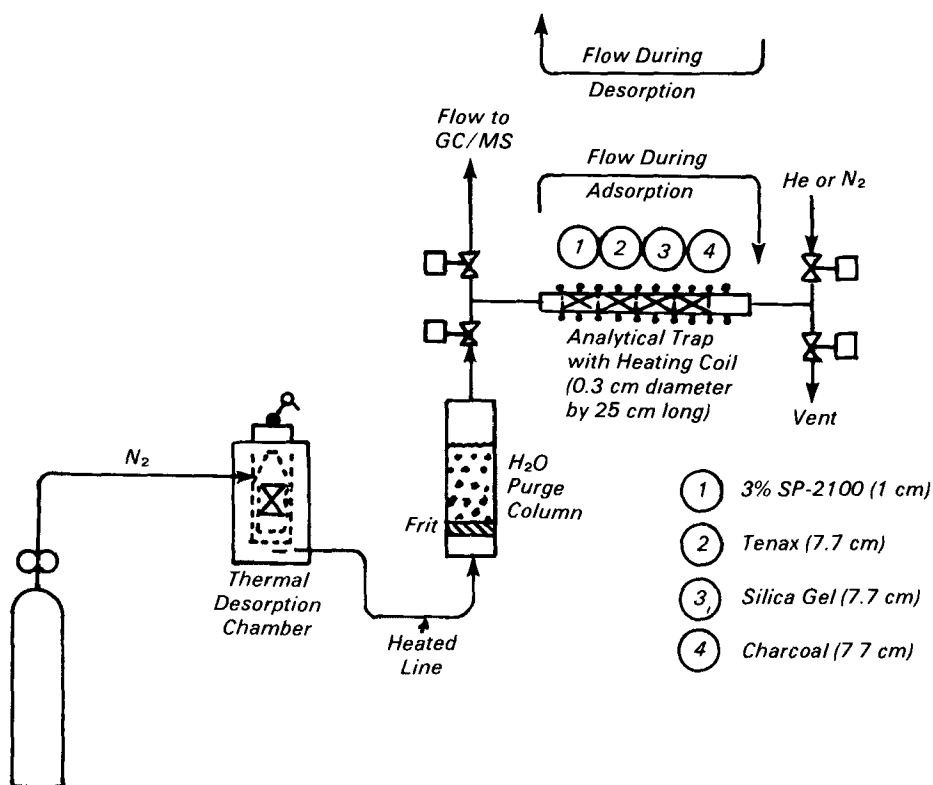 Flow During
Desorption
Flow to
GC/MS
Flow During
Adsorption
He or N₂
1 2 3 4
Analytical Trap
with Heating Coil
(0.3 cm diameter
by 25 cm long)
Vent
N₂
H₂O
Purge
Column
Frit
Thermal
Desorption
Chamber
Heated
Line
1 3% SP-2100 (1 cm)
2 Tenax (7.7 cm)
3 Silica Gel (7.7 cm)
4 Charcoal (7 7 cm)